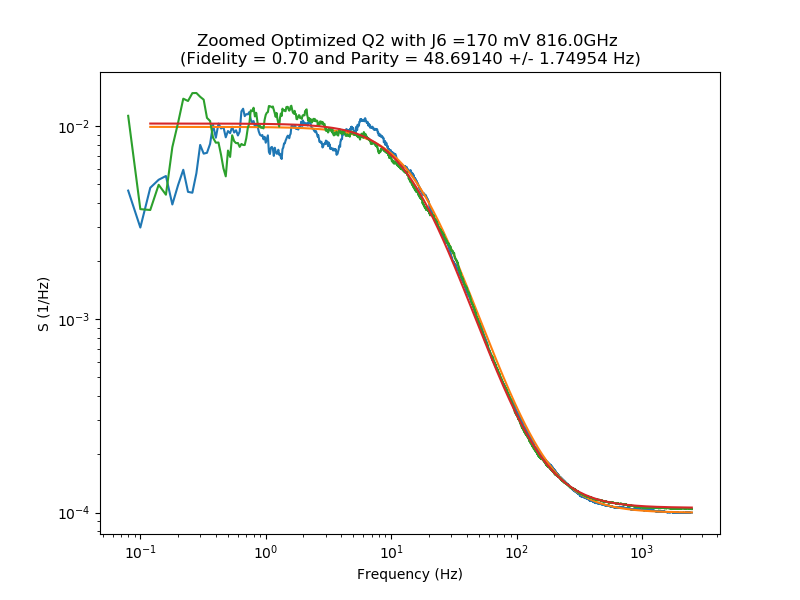 Zoomed Optimized Q2 with J6 =170 mV 816.0GHz
(Fidelity = 0.70 and Parity = 48.69140 +/- 1.74954 Hz)
S (1/Hz)
10⁻²
10⁻³
10⁻⁴
10⁻¹ 10⁰ 10¹ 10² 10³
Frequency (Hz)